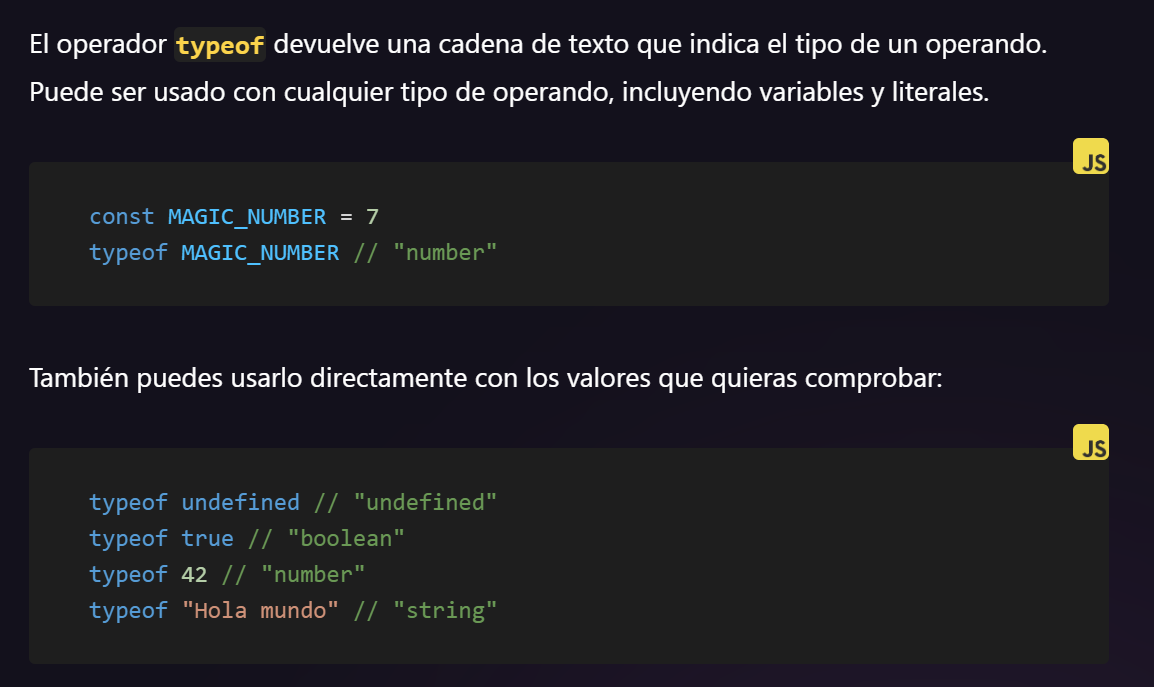 El operador typeof devuelve una cadena de texto que indica el tipo de un operando.
Puede ser usado con cualquier tipo de operando, incluyendo variables y literales.
JS
const MAGIC_NUMBER = 7
typeof MAGIC_NUMBER // "number"
También puedes usarlo directamente con los valores que quieras comprobar:
JS
typeof undefined // "undefined"
typeof true // "boolean"
typeof 42 // "number"
typeof "Hola mundo" // "string"